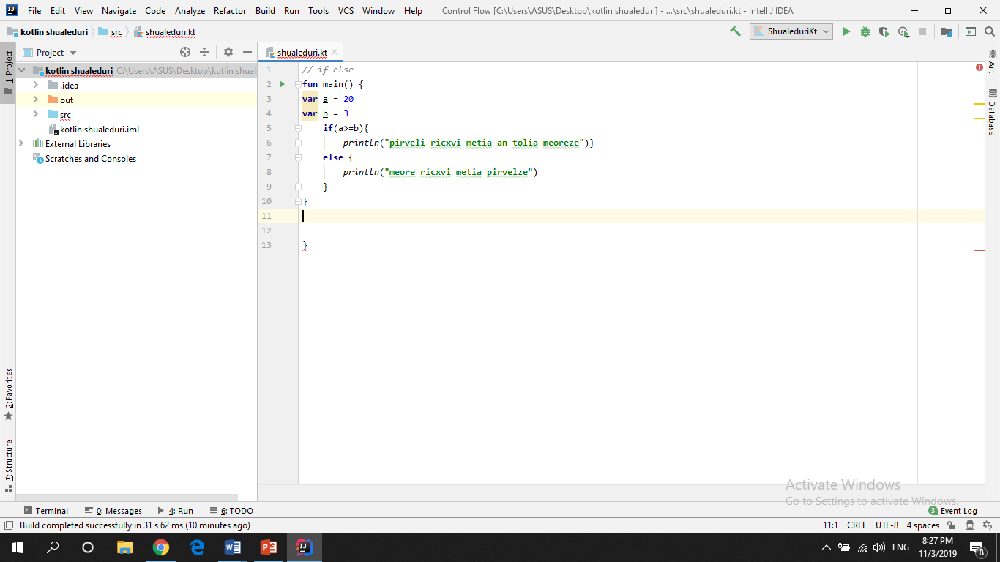 File Edit View Navigate Code Analyze Refactor Build Run Tools VCS Window Help Control Flow [C:\Users\ASUS\Desktop\kotlin shualeduri] - ...\src\shualeduri.kt - IntelliJ IDEA
kotlin shualeduri src shualeduri.kt ShualeduriKt
1: Project
Project
shualeduri.kt
kotlin shualeduri C:\Users\ASUS\Desktop\kotlin shual
.idea
out
src
kotlin shualeduri.iml
External Libraries
Scratches and Consoles
1 // if else
2 fun main() {
3 var a = 20
4 var b = 3
5 if(a>=b){
6 println("pirveli ricxvi metia an tolia meoreze")}
7 else {
8 println("meore ricxvi metia pirvelze")
9 }
10 }
11
12
13 }
Ant
Database
2: Favorites
7: Structure
Activate Windows
Go to Settings to activate Windows.
Terminal 0: Messages 4: Run 6: TODO 3 Event Log
Build completed successfully in 31 s 62 ms (10 minutes ago) 11:1 CRLF UTF-8 4 spaces
ENG 8:27 PM
11/3/2019 8